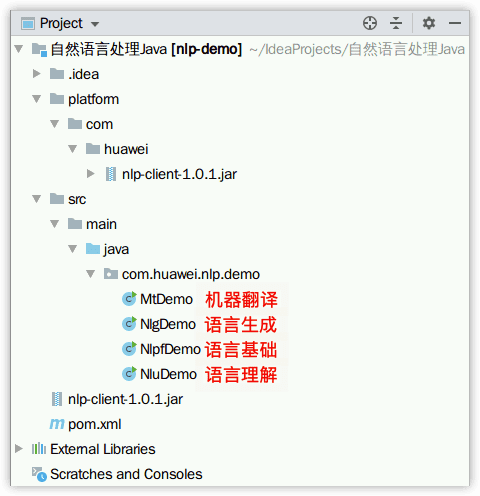 Project
自然语言处理Java [nlp-demo] ~/IdeaProjects/自然语言处理Java
.idea
platform
com
huawei
nlp-client-1.0.1.jar
src
main
java
com.huawei.nlp.demo
MtDemo 机器翻译
NlgDemo 语言生成
NlpfDemo 语言基础
NluDemo 语言理解
nlp-client-1.0.1.jar
m pom.xml
External Libraries
Scratches and Consoles